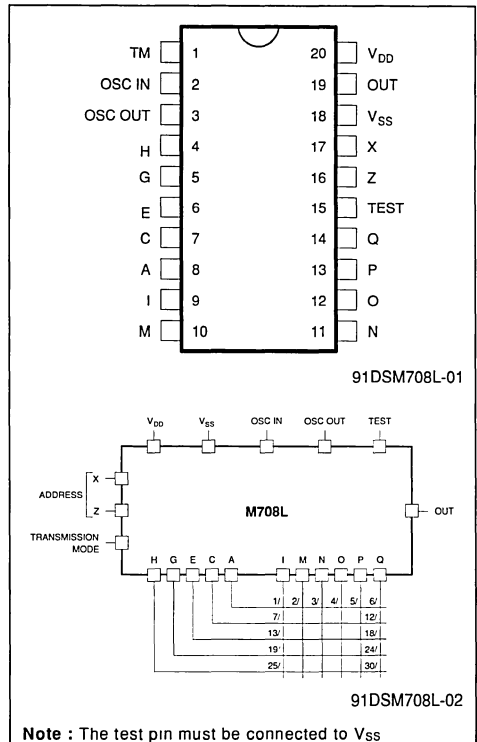 TM 1 20 VDD
OSC IN 2 19 OUT
OSC OUT 3 18 VSS
H 4 17 X
G 5 16 Z
E 6 15 TEST
C 7 14 Q
A 8 13 P
I 9 12 O
M 10 11 N
91DSM708L-01
VDD VSS OSC IN OSC OUT TEST
X
ADDRESS
Z
M708L
OUT
TRANSMISSION
MODE
H G E C A I M N O P Q
1/ 2/ 3/ 4/ 5/ 6/
7/ 12/
13/ 18/
19/ 24/
25/ 30/
91DSM708L-02
Note : The test pin must be connected to VSS